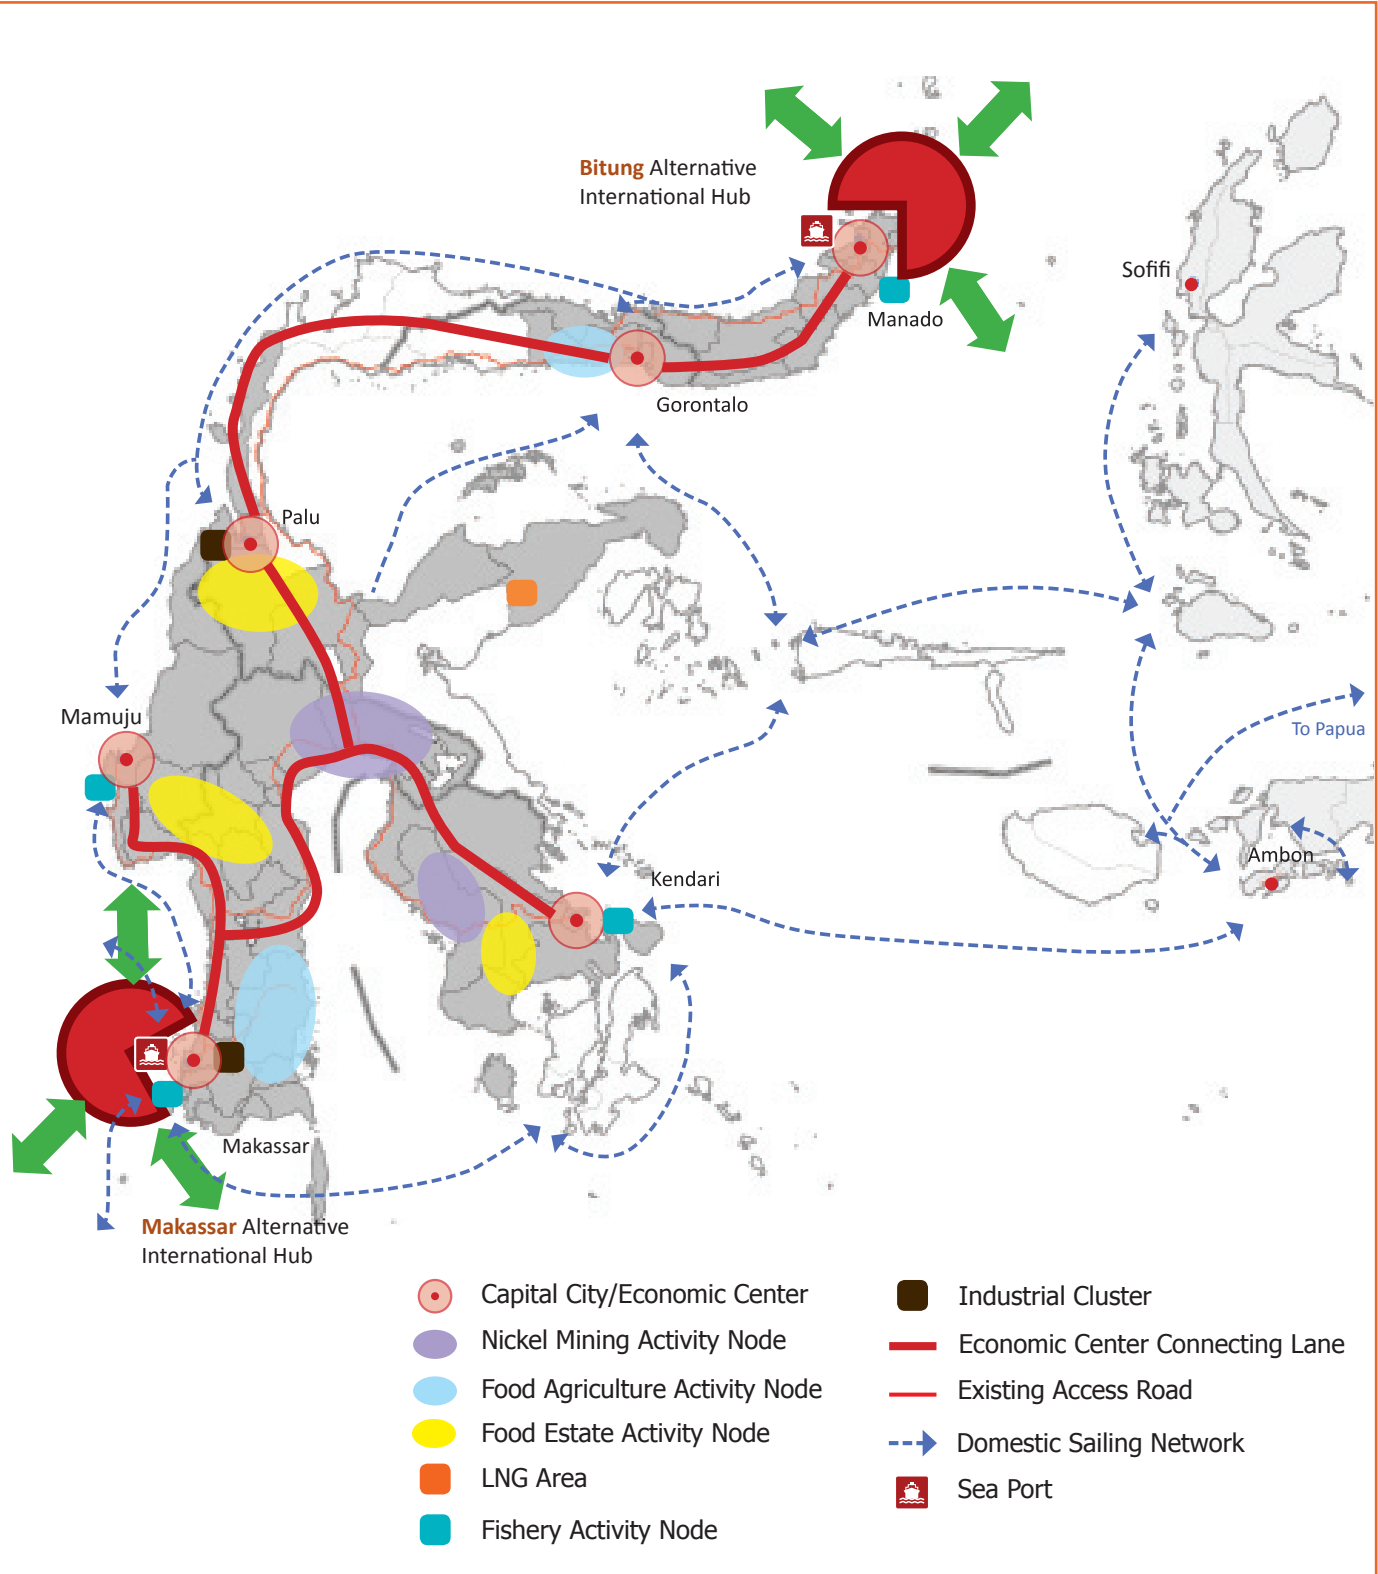 Bitung Alternative
International Hub
Sofifi
Manado
Gorontalo
Palu
Mamuju
To Papua
Ambon
Kendari
Makassar
Makassar Alternative
International Hub
Capital City/Economic Center
Nickel Mining Activity Node
Food Agriculture Activity Node
Food Estate Activity Node
LNG Area
Fishery Activity Node
Industrial Cluster
Economic Center Connecting Lane
Existing Access Road
Domestic Sailing Network
Sea Port